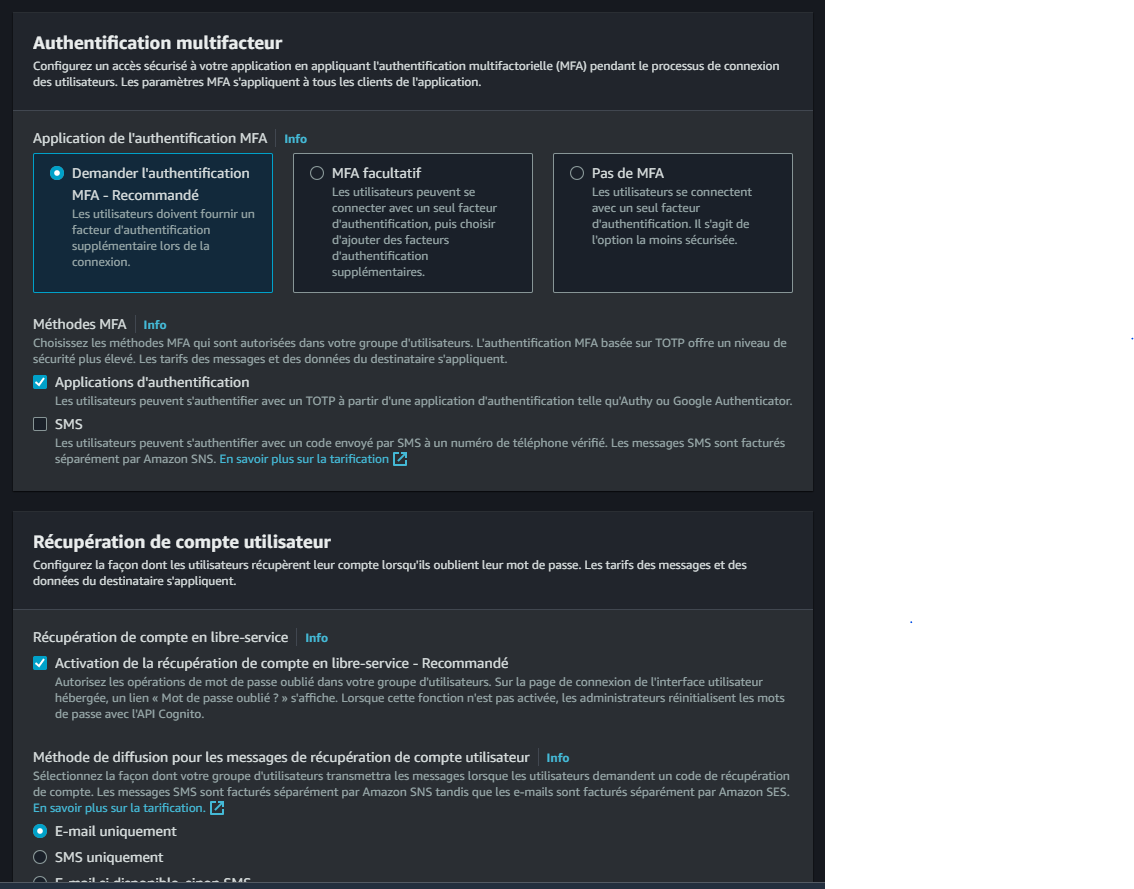 Authentification multifacteur
Configurez un accès sécurisé à votre application en appliquant l'authentification multifactorielle (MFA) pendant le processus de connexion
des utilisateurs. Les paramètres MFA s'appliquent à tous les clients de l'application.
Application de l'authentification MFA
Info
Demander l'authentification
MFA - Recommandé
Les utilisateurs doivent fournir un
facteur d'authentification
supplémentaire lors de la
connexion.
MFA facultatif
Les utilisateurs peuvent se
connecter avec un seul facteur
d'authentification, puis choisir
d'ajouter des facteurs
d'authentification
supplémentaires.
Pas de MFA
Les utilisateurs se connectent
avec un seul facteur
d'authentification. Il s'agit de
l'option la moins sécurisée.
Méthodes MFA
Info
Choisissez les méthodes MFA qui sont autorisées dans votre groupe d'utilisateurs. L'authentification MFA basée sur TOTP offre un niveau de
sécurité plus élevé. Les tarifs des messages et des données du destinataire s'appliquent.
Applications d'authentification
Les utilisateurs peuvent s'authentifier avec un TOTP à partir d'une application d'authentification telle qu'Authy ou Google Authenticator.
SMS
Les utilisateurs peuvent s'authentifier avec un code envoyé par SMS à un numéro de téléphone vérifié. Les messages SMS sont facturés
séparément par Amazon SNS. En savoir plus sur la tarification
Récupération de compte utilisateur
Configurez la façon dont les utilisateurs récupèrent leur compte lorsqu'ils oublient leur mot de passe. Les tarifs des messages et des
données du destinataire s'appliquent.
Récupération de compte en libre-service
Info
Activation de la récupération de compte en libre-service - Recommandé
Autorisez les opérations de mot de passe oublié dans votre groupe d'utilisateurs. Sur la page de connexion de l'interface utilisateur
hébergée, un lien « Mot de passe oublié ? » s'affiche. Lorsque cette fonction n'est pas activée, les administrateurs réinitialisent les mots
de passe avec l'API Cognito.
Méthode de diffusion pour les messages de récupération de compte utilisateur
Info
Sélectionnez la façon dont votre groupe d'utilisateurs transmettra les messages lorsque les utilisateurs demandent un code de récupération
de compte. Les messages SMS sont facturés séparément par Amazon SNS tandis que les e-mails sont facturés séparément par Amazon SES.
En savoir plus sur la tarification.
E-mail uniquement
SMS uniquement
E-mail si disponible, sinon SMS